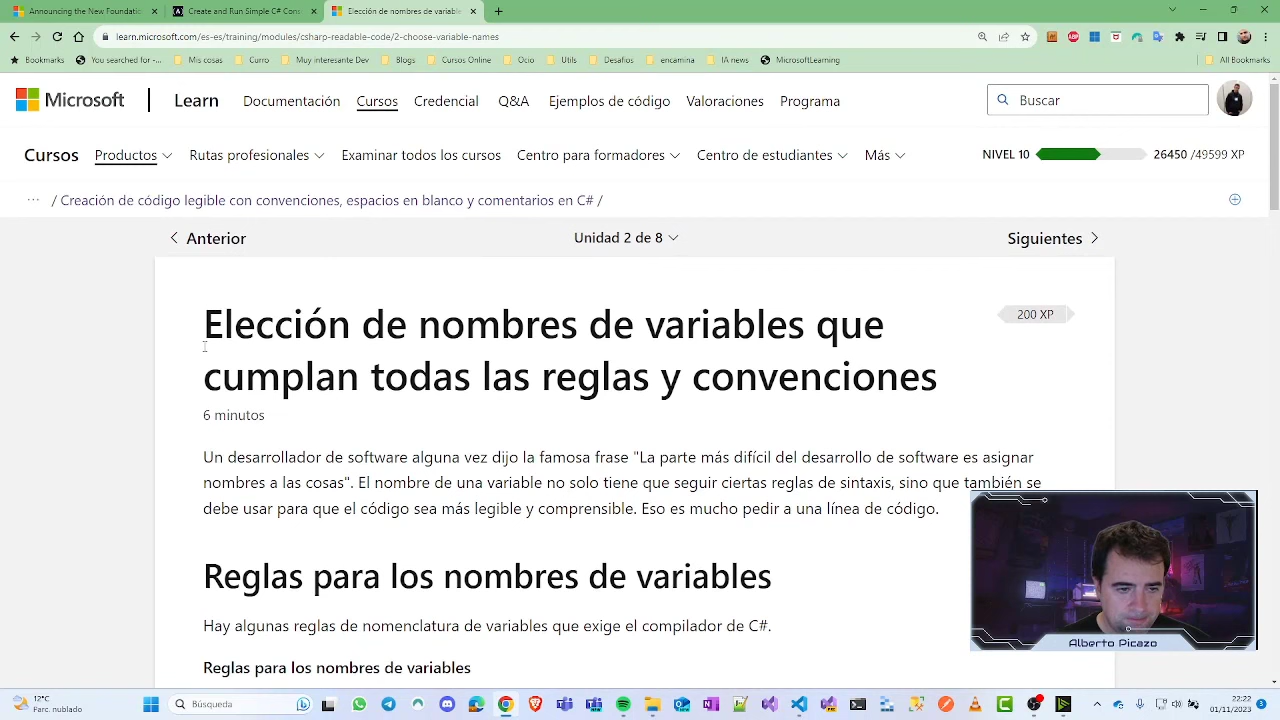 Announcing the New Foundatio
Create and Run Simple C# Cons
Elección de nombres de variable
learn.microsoft.com/es-es/training/modules/csharp-readable-code/2-choose-variable-names
Bookmarks
You searched for -...
Mis cosas
Curro
Muy interesante Dev
Blogs
Cursos Online
Ocio
Utils
Desafios
encamina
IA news
MicrosoftLearning
All Bookmarks
Microsoft
Learn
Documentación
Cursos
Credencial
Q&A
Ejemplos de código
Valoraciones
Programa
Buscar
Cursos
Productos
Rutas profesionales
Examinar todos los cursos
Centro para formadores
Centro de estudiantes
Más
NIVEL 10
26450 /49599 XP
··· / Creación de código legible con convenciones, espacios en blanco y comentarios en C# /
Anterior
Unidad 2 de 8
Siguientes
Elección de nombres de variables que
cumplan todas las reglas y convenciones
200 XP
6 minutos
Un desarrollador de software alguna vez dijo la famosa frase "La parte más difícil del desarrollo de software es asignar
nombres a las cosas". El nombre de una variable no solo tiene que seguir ciertas reglas de sintaxis, sino que también se
debe usar para que el código sea más legible y comprensible. Eso es mucho pedir a una línea de código.
Reglas para los nombres de variables
Hay algunas reglas de nomenclatura de variables que exige el compilador de C#.
Reglas para los nombres de variables
Alberto Picazo
12°C
Parc. nublado
Búsqueda
22:22
01/11/2023